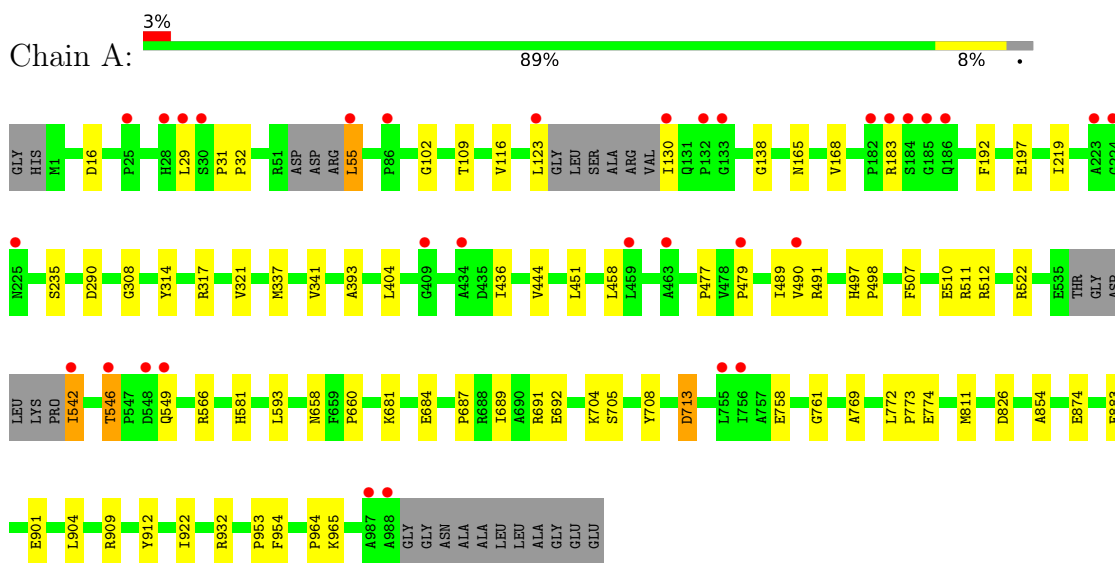 3%
Chain A:
89% 8% •
GLY HIS M1 D16 P25 H28 L29 S30 P31 P32 R51 ASP ASP ARG L55 P86 G102 T109 V116 L123 GLY LEU SER ALA ARG VAL I130 Q131 P132 G133 G138 N165 V168 P182 R183 S184 G185 Q186 F192 E197 I219 A223 G224
N225 S235 D290 G308 Y314 R317 V321 M337 V341 A393 L404 G409 A434 D435 I436 V444 L451 L458 L459 A463 P477 V478 P479 I489 V490 R491 H497 P498 F507 E510 R511 R512 R522 E535 THR GLY ASP
LEU LYS PRO I542 T546 P547 D548 Q549 R566 H581 L593 N658 F659 P660 K681 E684 P687 R688 I689 A690 R691 E692 K704 S705 Y708 D713 L755 I756 A757 E758 G761 A769 L772 P773 E774 M811 D826 A854 E874
E901 L904 R909 Y912 I922 R932 P953 F954 P964 K965 A987 A988 GLY GLY ASN ALA ALA LEU LEU ALA GLY GLU GLU